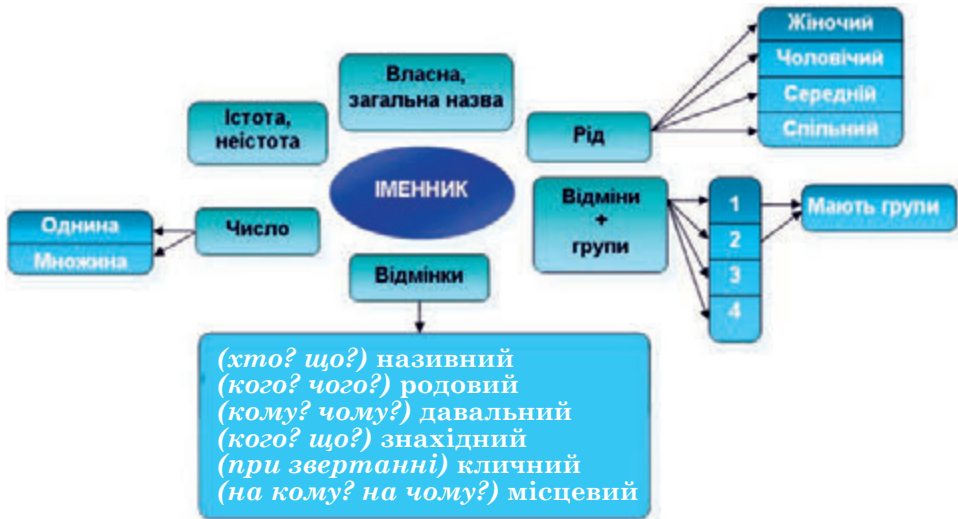 Власна,
загальна назва
Істота,
неістота
ІМЕННИК
Рід
Жіночий
Чоловічий
Середній
Спільний
Відміни
+
групи
1
2
3
4
Мають групи
Число
Однина
Множина
Відмінки
(хто? що?) називний
(кого? чого?) родовий
(кому? чому?) давальний
(кого? що?) знахідний
(при звертанні) кличний
(на кому? на чому?) місцевий